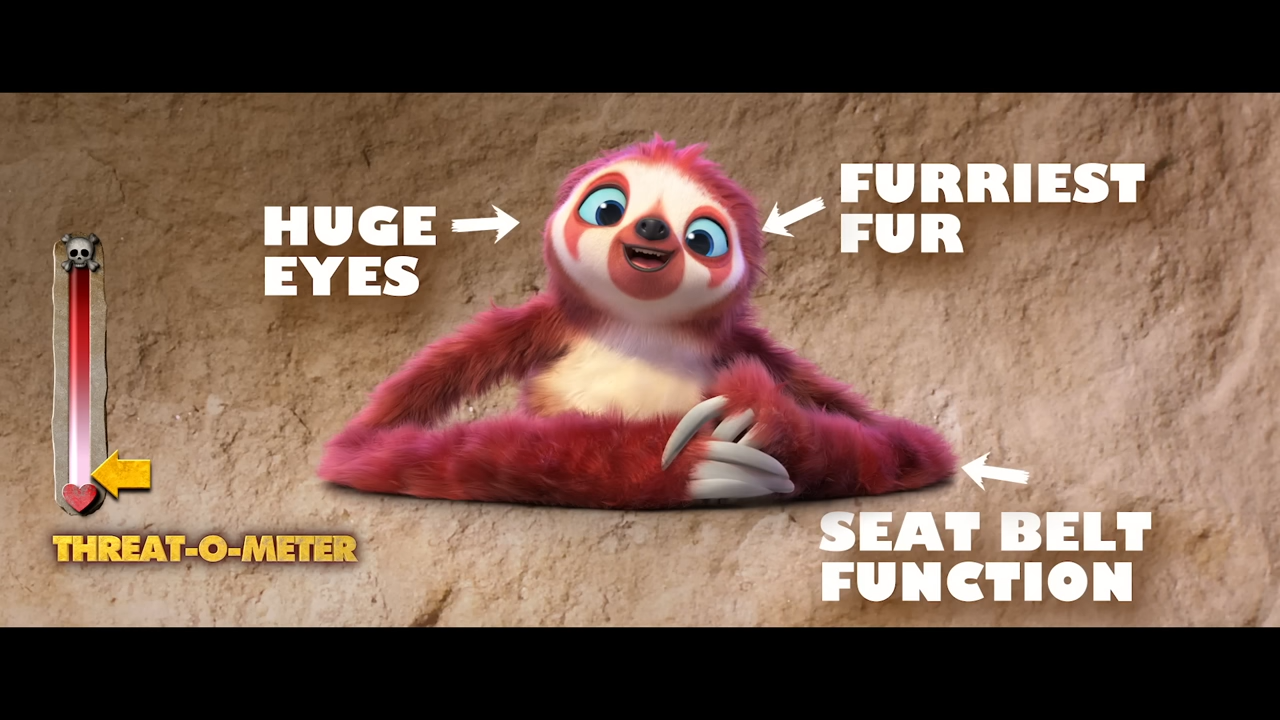 HUGE
EYES
FURRIEST
FUR
THREAT-O-METER
SEAT BELT
FUNCTION